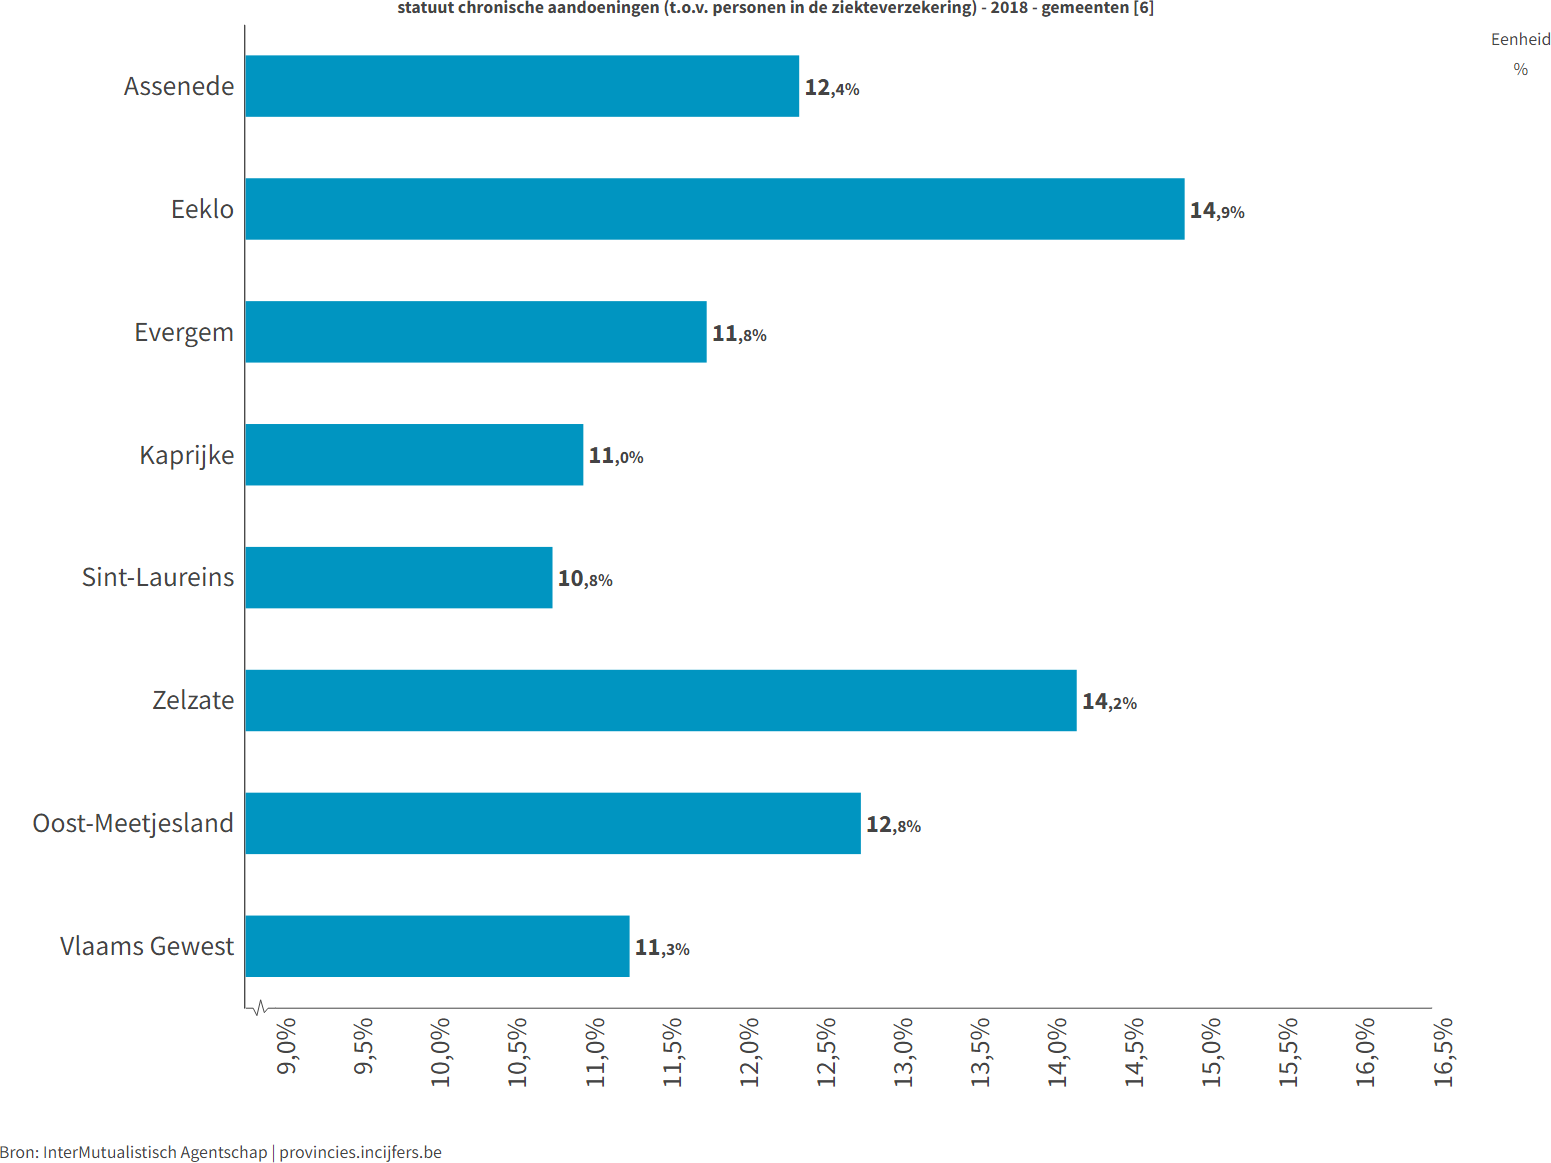 statuut chronische aandoeningen (t.o.v. personen in de ziekteverzekering) - 2018 - gemeenten [6]
Eenheid
%
Assenede 12,4%
Eeklo 14,9%
Evergem 11,8%
Kaprijke 11,0%
Sint-Laureins 10,8%
Zelzate 14,2%
Oost-Meetjesland 12,8%
Vlaams Gewest 11,3%
9,0% 9,5% 10,0% 10,5% 11,0% 11,5% 12,0% 12,5% 13,0% 13,5% 14,0% 14,5% 15,0% 15,5% 16,0% 16,5%
Bron: InterMutualistisch Agentschap | provincies.incijfers.be